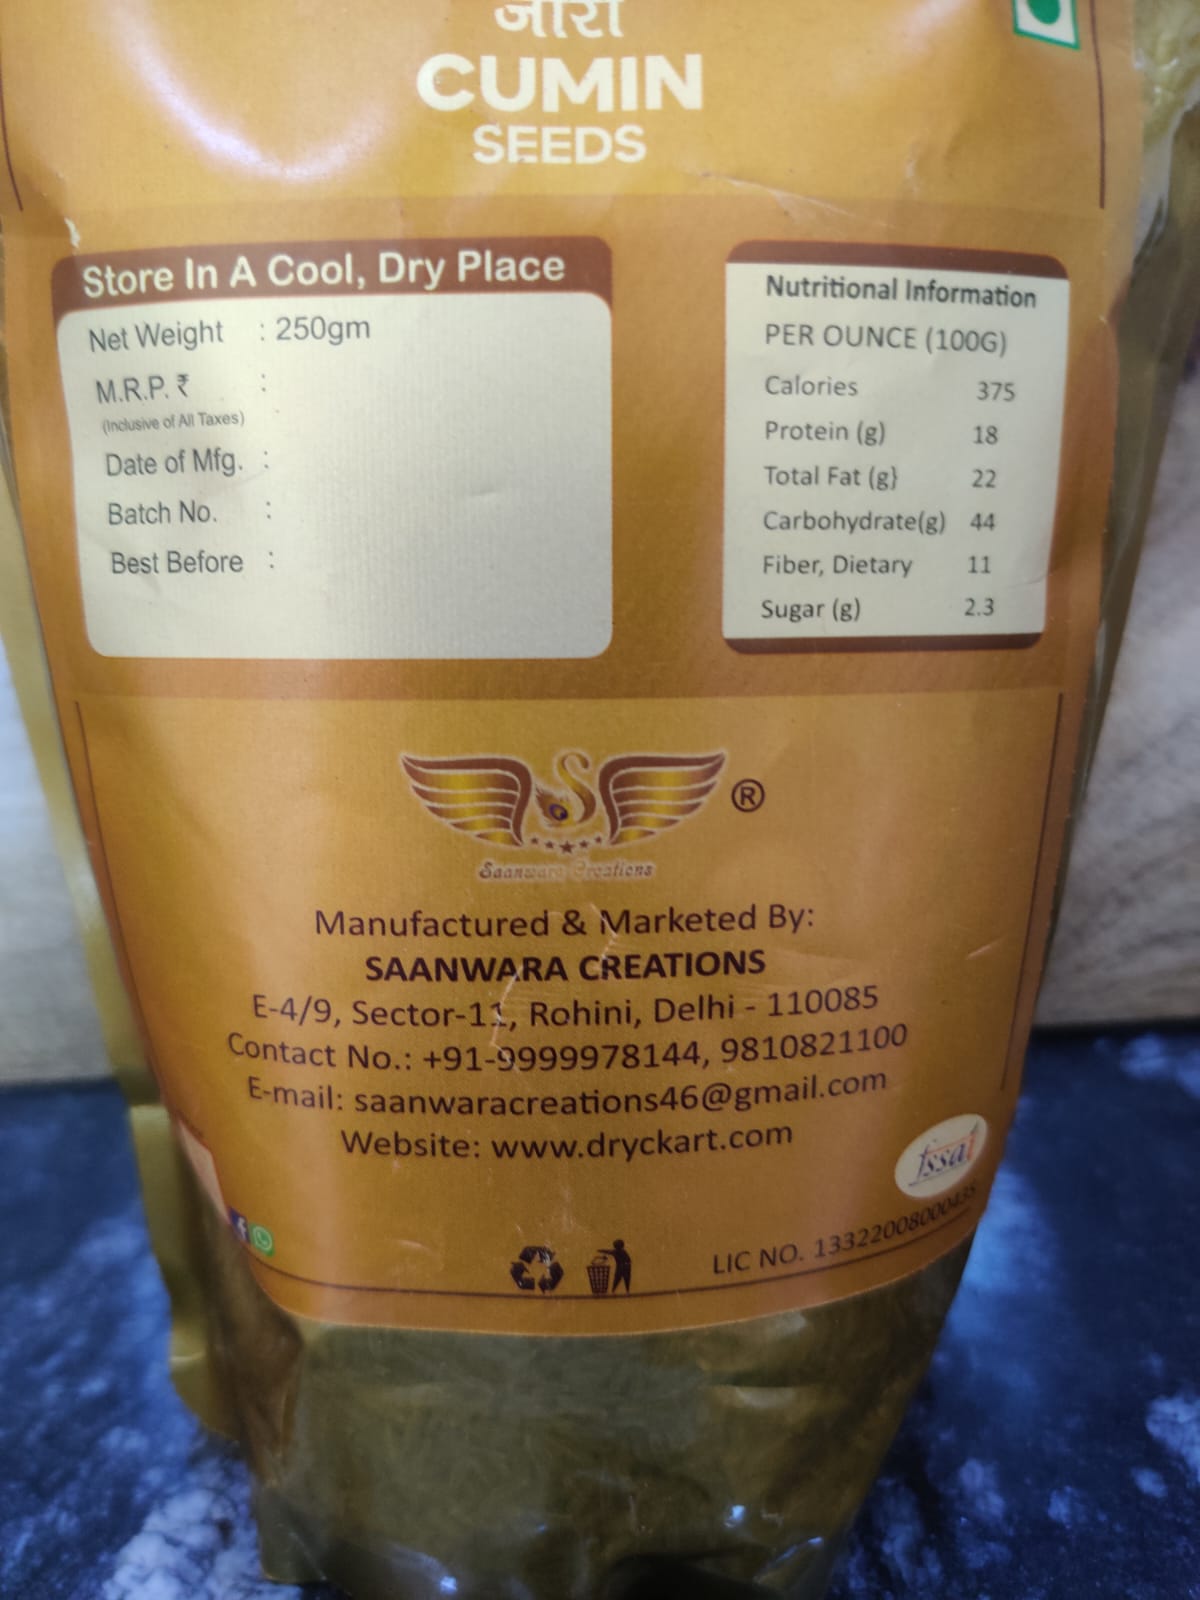 जीरा
CUMIN
SEEDS
Store In A Cool, Dry Place
Net Weight : 250gm
M.R.P. ₹ :
(Inclusive of All Taxes)
Date of Mfg. :
Batch No. :
Best Before :
Nutritional Information
PER OUNCE (100G)
Calories 375
Protein (g) 18
Total Fat (g} 22
Carbohydrate(g) 44
Fiber, Dietary 11
Sugar (g) 2.3
®
Saanwara Creations
Manufactured & Marketed By:
SAANWARA CREATIONS
E-4/9, Sector-11, Rohini, Delhi - 110085
Contact No.: +91-9999978144, 9810821100
E-mail: saanwaracreations46@gmail.com
Website: www.dryckart.com
fssai
LIC NO. 13322008000435